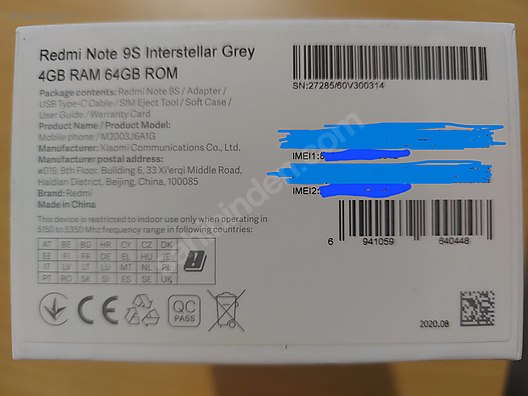 Redmi Note 9S Interstellar Grey
4GB RAM 64GB ROM
Package contents: Redmi Note 9S / Adapter /
USB Type-C Cable / SIM Eject Tool / Soft Case /
User Guide / Warranty Card
Product Name / Product Model:
Mobile phone / M2003J6A1G
Manufacturer: Xiaomi Communications Co., Ltd.
Manufacturer postal address:
#019, 9th Floor, Building 6, 33 Xi'erqi Middle Road,
Haidian District, Beijing, China, 100085
Brand: Redmi
Made in China
This device is restricted to indoor use only when operating in
5150 to 5350 Mhz frequency range in following countries:
AT BE BG HR CY CZ DK
EE FI FR DE EL HU IE
IT LV LT LU MT NL PL
PT RO SK SI ES SE UK
CE
QC
PASS
SN:27285/60V300314
IMEI1:
IMEI2:
6 941059 640448
2020.08